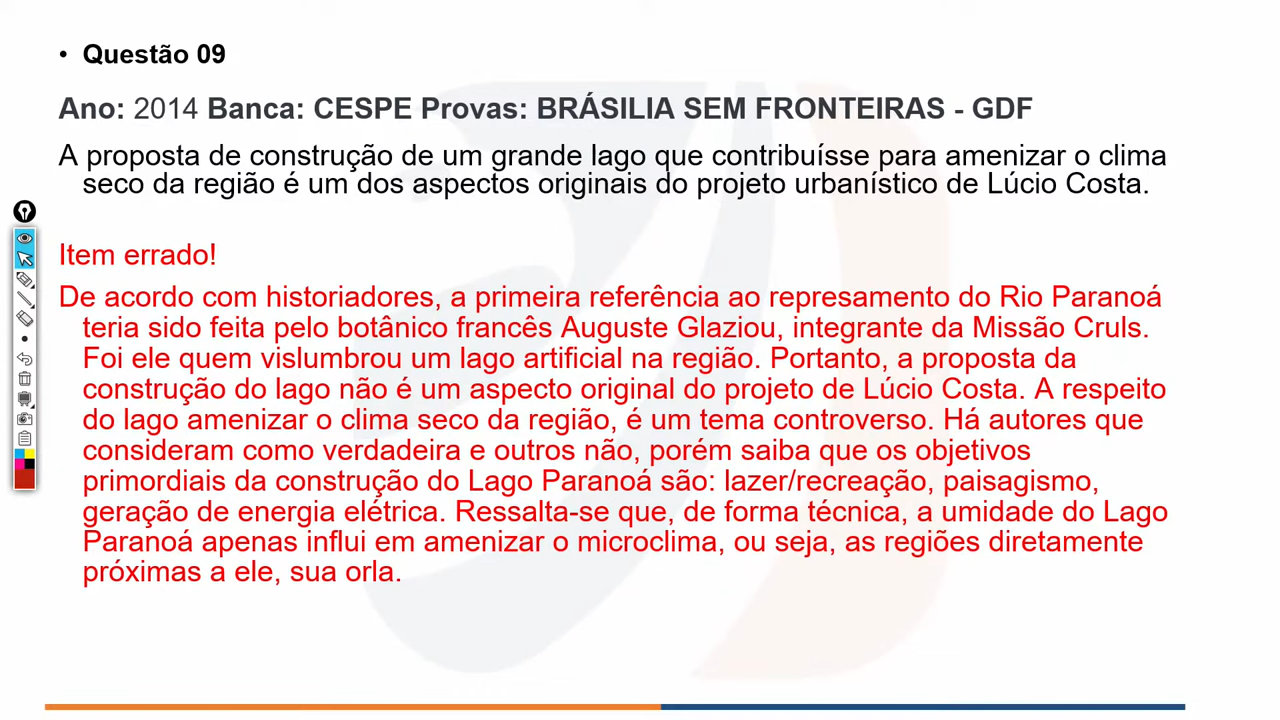 • Questão 09
Ano: 2014 Banca: CESPE Provas: BRÁSILIA SEM FRONTEIRAS - GDF
A proposta de construção de um grande lago que contribuísse para amenizar o clima
seco da região é um dos aspectos originais do projeto urbanístico de Lúcio Costa.
Item errado!
De acordo com historiadores, a primeira referência ao represamento do Rio Paranoá
teria sido feita pelo botânico francês Auguste Glaziou, integrante da Missão Cruls.
Foi ele quem vislumbrou um lago artificial na região. Portanto, a proposta da
construção do lago não é um aspecto original do projeto de Lúcio Costa. A respeito
do lago amenizar o clima seco da região, é um tema controverso. Há autores que
consideram como verdadeira e outros não, porém saiba que os objetivos
primordiais da construção do Lago Paranoá são: lazer/recreação, paisagismo,
geração de energia elétrica. Ressalta-se que, de forma técnica, a umidade do Lago
Paranoá apenas influi em amenizar o microclima, ou seja, as regiões diretamente
próximas a ele, sua orla.